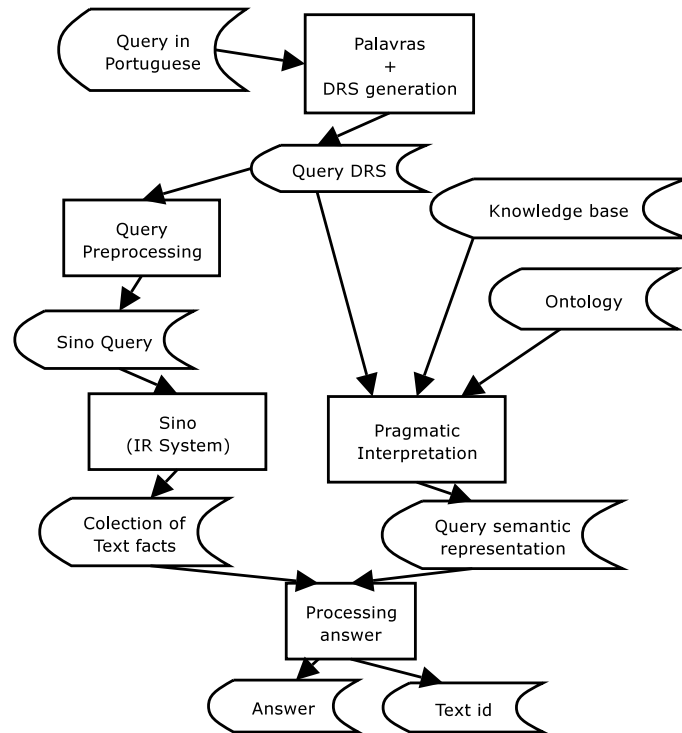 Query in
Portuguese
Palavras
+
DRS generation
Query DRS
Knowledge base
Query
Preprocessing
Ontology
Sino Query
Sino
(IR System)
Pragmatic
Interpretation
Colection of
Text facts
Query semantic
representation
Processing
answer
Answer
Text id